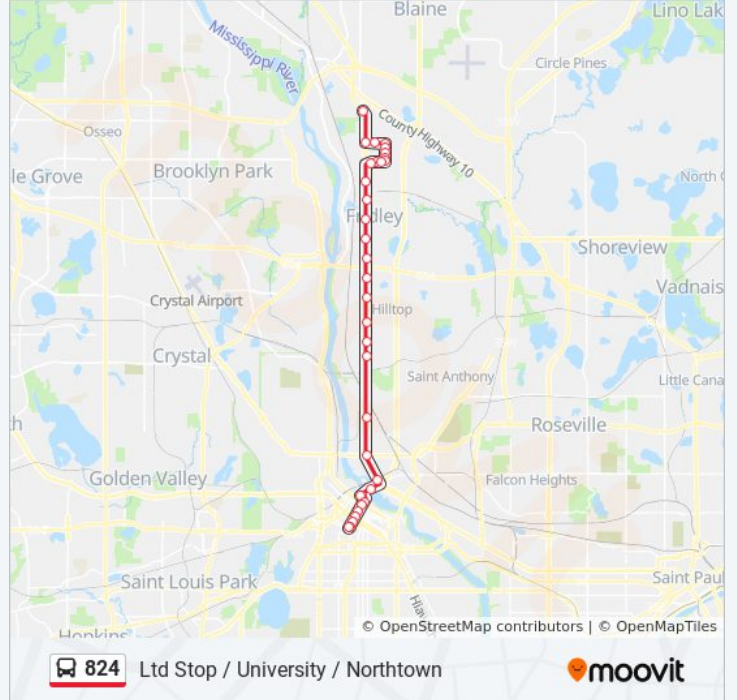 Blaine
Lino Lak
Mississippi River
Circle Pines
Osseo
County Highway 10
le Grove
Brooklyn Park
North
Fridley
Shoreview
Vadnais
Crystal Airport
Hilltop
Crystal
Saint Anthony
Little Cana
Roseville
Golden Valley
Falcon Heights
Saint Louis Park
Saint Paul
Hopkins
© OpenStreetMap contributors | © OpenMapTiles
824 Ltd Stop / University / Northtown
moovit